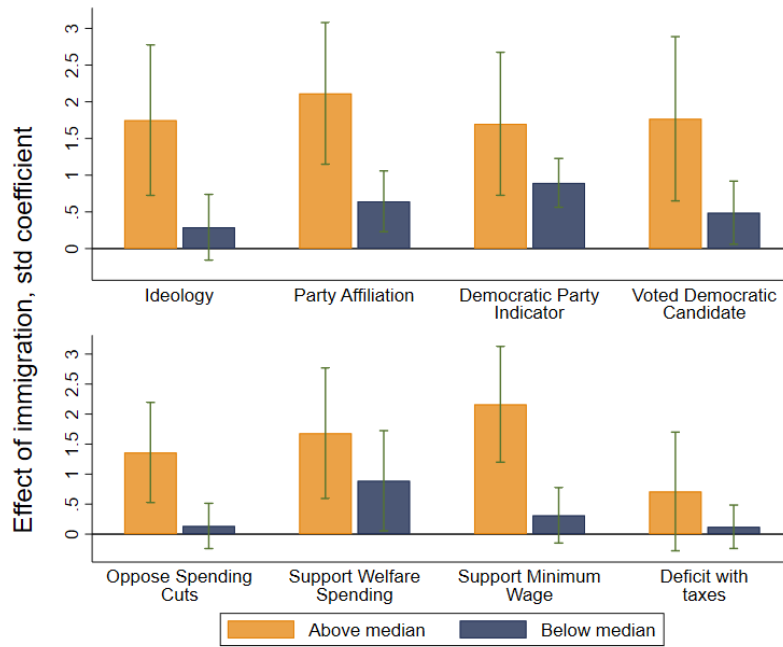 Effect of immigration, std coefficient
3
2.5
2
1.5
1
.5
0
Ideology
Party Affiliation
Democratic Party
Indicator
Voted Democratic
Candidate
3
2.5
2
1.5
1
.5
0
Oppose Spending
Cuts
Support Welfare
Spending
Support Minimum
Wage
Deficit with
taxes
Above median
Below median